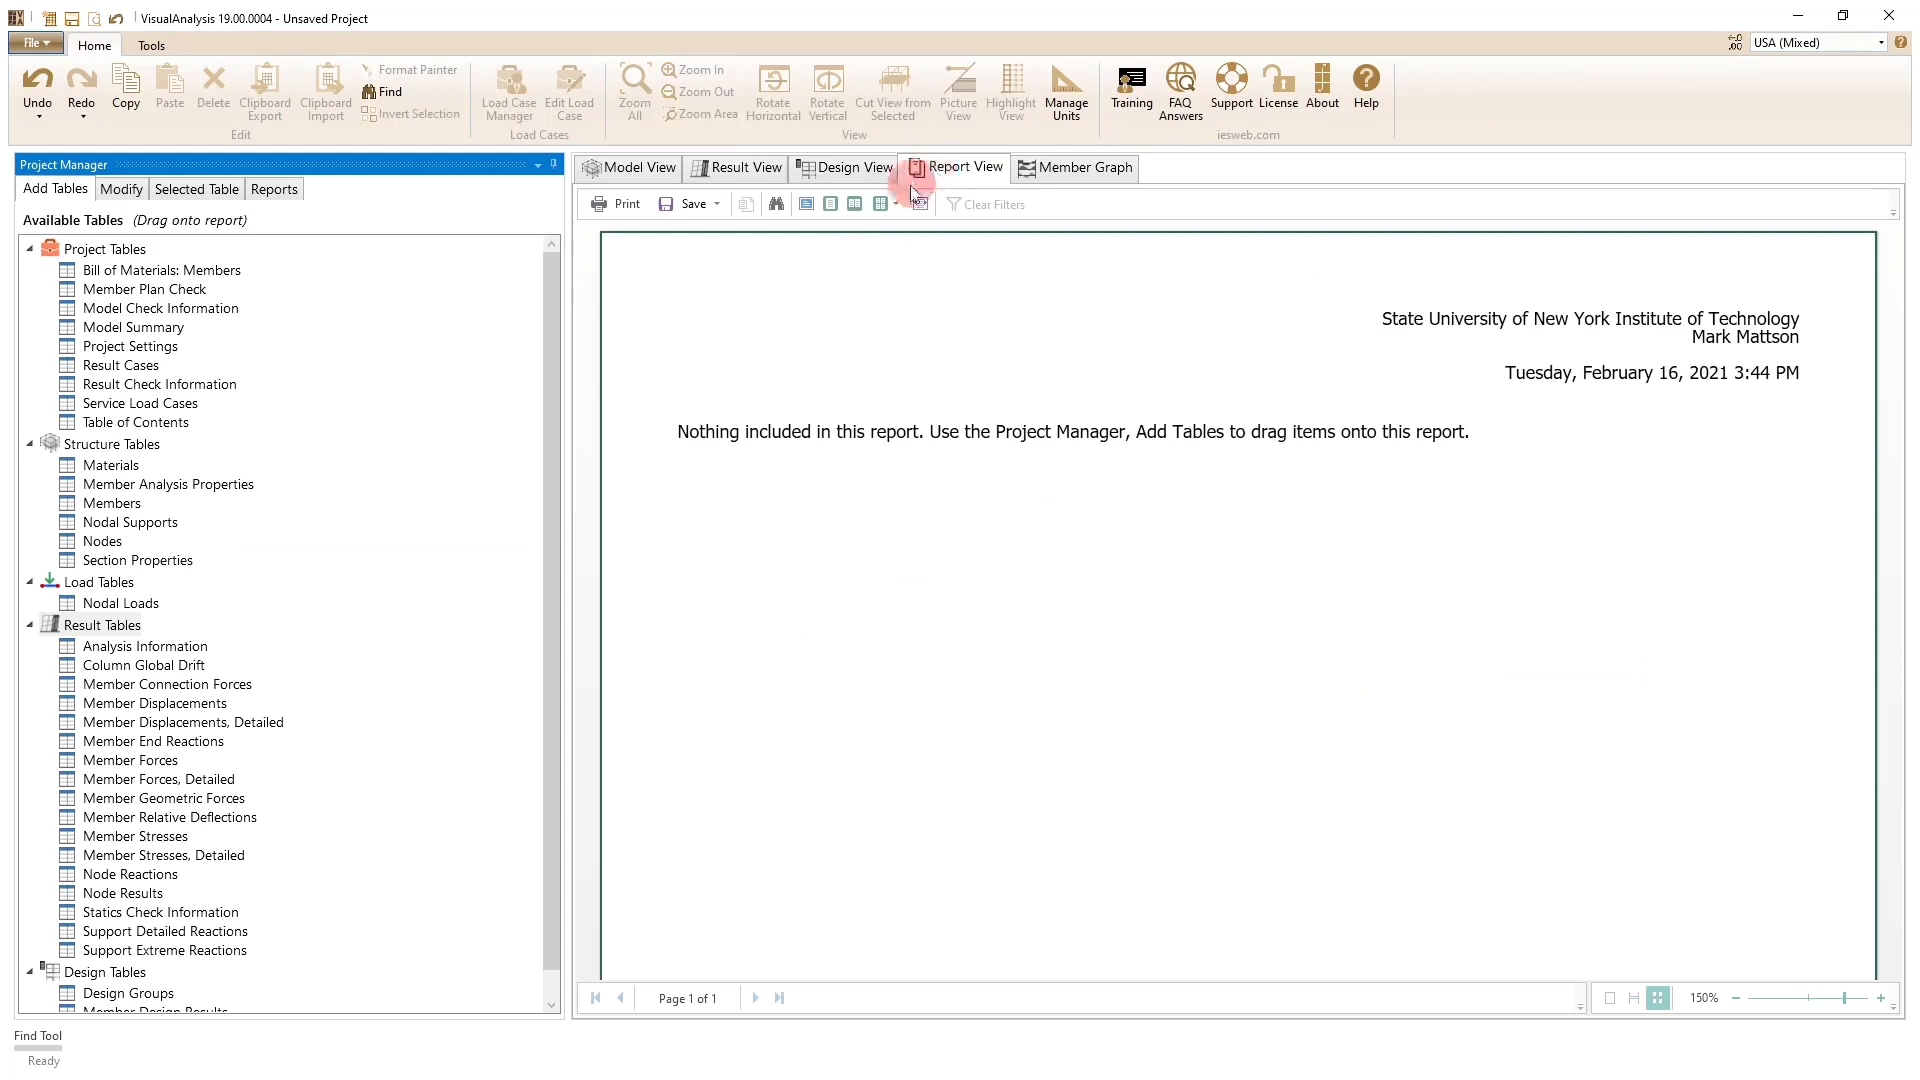 VisualAnalysis 19.00.0004 - Unsaved Project
File
Home
Tools
USA (Mixed)
Undo
Redo
Copy
Paste
Delete
Clipboard Export
Clipboard Import
Format Painter
Find
Invert Selection
Edit
Load Case Manager
Edit Load Case
Load Cases
Zoom All
Zoom In
Zoom Out
Zoom Area
Rotate Horizontal
Rotate Vertical
Cut View from Selected
Picture View
Highlight View
Manage Units
View
Training
FAQ Answers
Support
License
About
Help
iesweb.com
Project Manager
Add Tables
Modify
Selected Table
Reports
Available Tables (Drag onto report)
Project Tables
Bill of Materials: Members
Member Plan Check
Model Check Information
Model Summary
Project Settings
Result Cases
Result Check Information
Service Load Cases
Table of Contents
Structure Tables
Materials
Member Analysis Properties
Members
Nodal Supports
Nodes
Section Properties
Load Tables
Nodal Loads
Result Tables
Analysis Information
Column Global Drift
Member Connection Forces
Member Displacements
Member Displacements, Detailed
Member End Reactions
Member Forces
Member Forces, Detailed
Member Geometric Forces
Member Relative Deflections
Member Stresses
Member Stresses, Detailed
Node Reactions
Node Results
Statics Check Information
Support Detailed Reactions
Support Extreme Reactions
Design Tables
Design Groups
Member Design Results
Find Tool
Ready
Model View
Result View
Design View
Report View
Member Graph
Print
Save
Clear Filters
State University of New York Institute of Technology
Mark Mattson
Tuesday, February 16, 2021 3:44 PM
Nothing included in this report. Use the Project Manager, Add Tables to drag items onto this report.
Page 1 of 1
150%